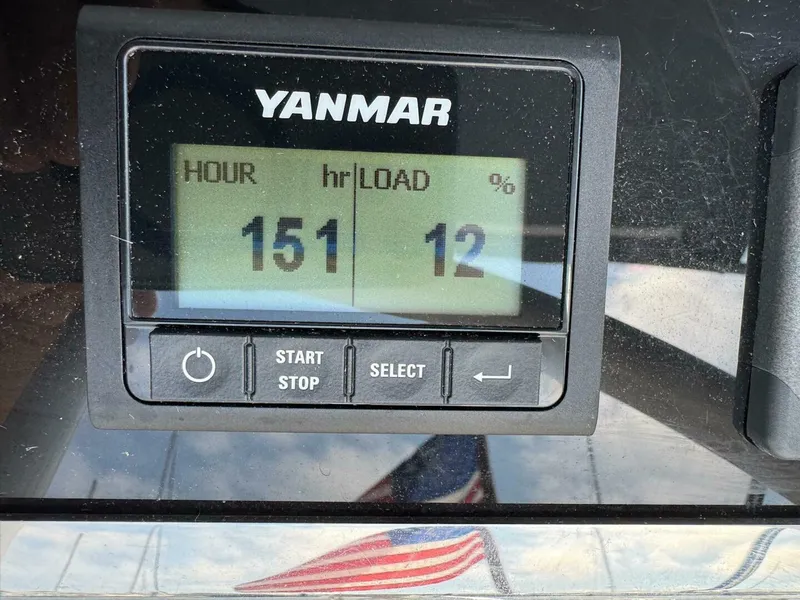 YANMAR
HOUR hr LOAD %
151 12
START STOP SELECT